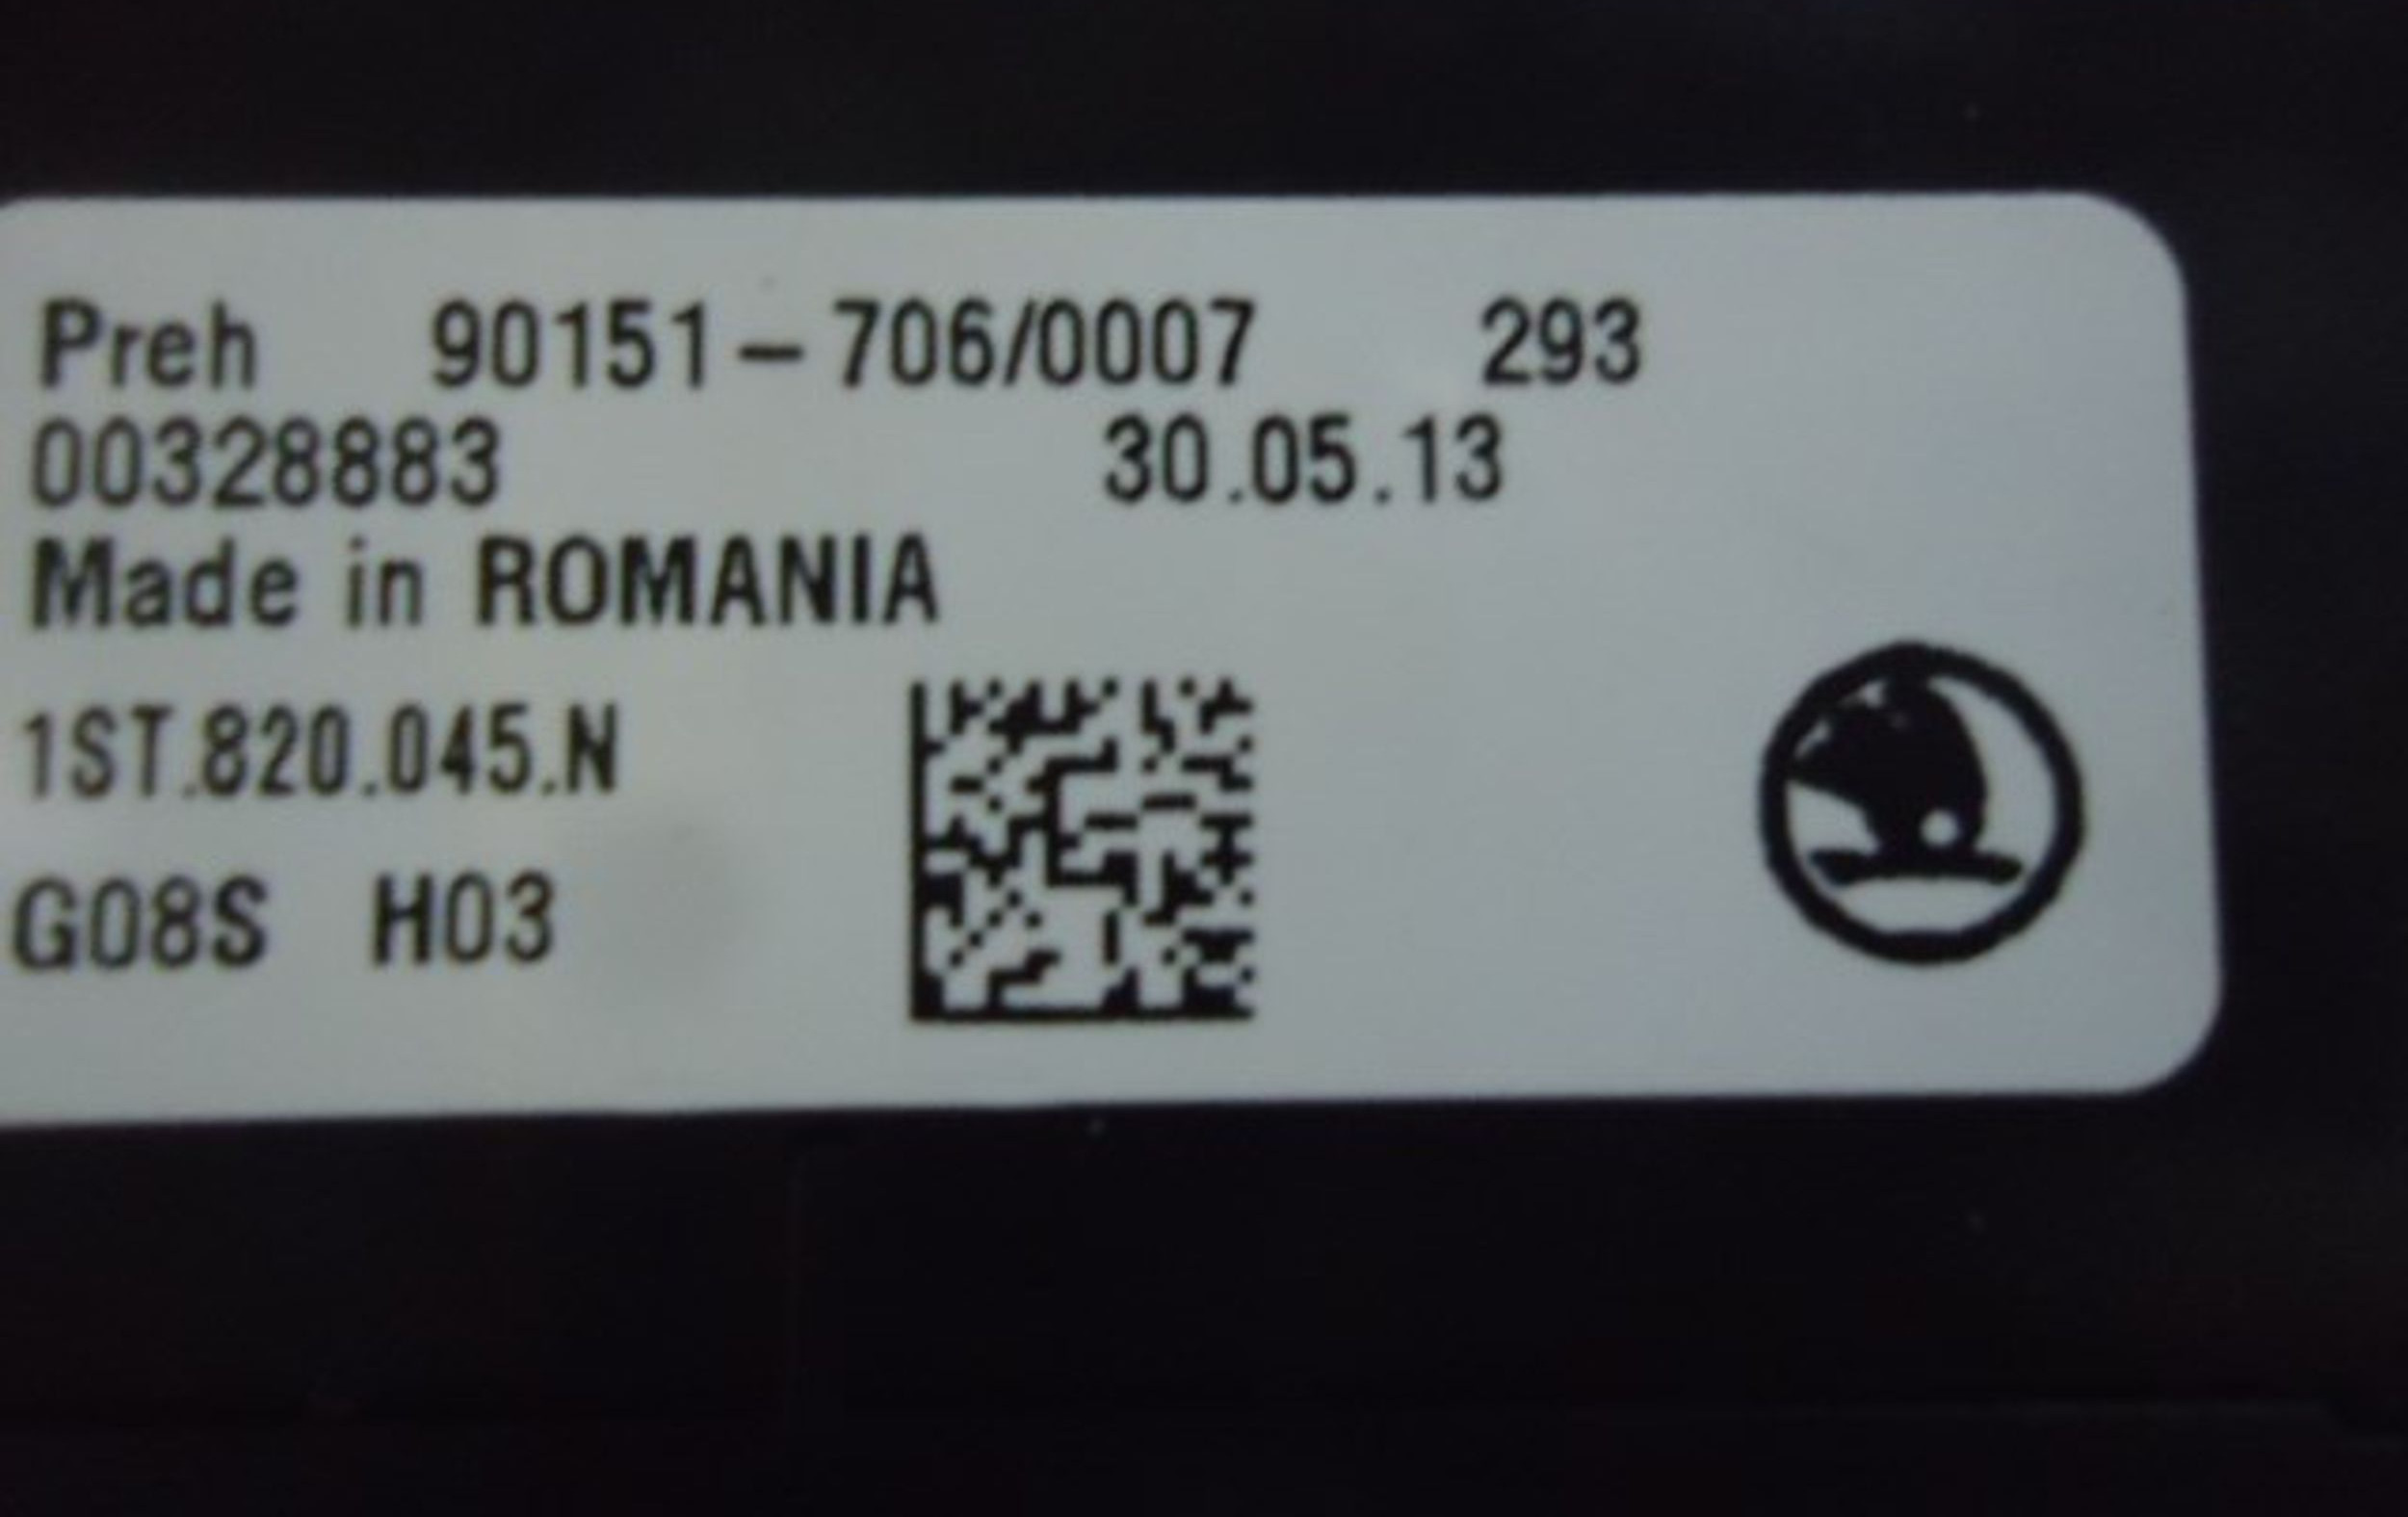 Preh 90151-706/0007 293
00328883 30.05.13
Made in ROMANIA
1ST.820.045.N
G08S H03